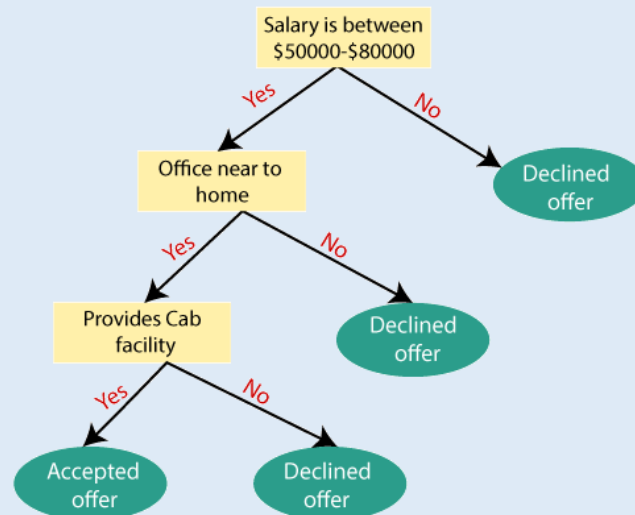 Salary is between
$50000-$80000
Yes
No
Office near to
home
Declined
offer
Yes
No
Provides Cab
facility
Declined
offer
Yes
No
Accepted
offer
Declined
offer